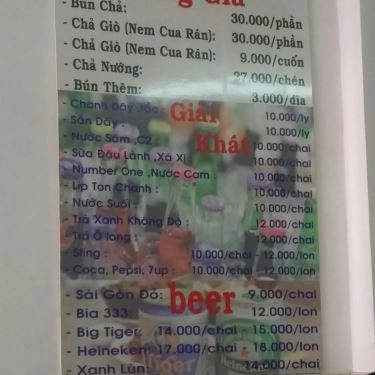 - Bún Chả: 30.000/phần
- Chả Giò (Nem Cua Rán): 30.000/phần
- Chả Giò (Nem Cua Rán): 9.000/cuốn
- Chả Nướng: 27.000/chén
- Bún Thêm: 3.000/dĩa
Giải Khát
- Chanh Dây ,Tắc 10.000/ly
- Sắn Dây : 10.000/ly
- Nước Sâm ,C2 : 10.000/chai
- Sữa Đậu Lành ,Xá Xị 10.000/chai
- Number One ,Nước Cam : 10.000/chai
- Lip Ton Chanh : 10.000/chai
- Nước Suối : 10.000/chai
- Trà Xanh Không Độ : 12.000/chai
- Trà Ô long : 12.000/chai
- Sting : 10.000/chai - 12.000/lon
- Coca, Pepsi, 7up : 10.000/chai - 12.000/lon
beer
- Sài Gòn Đỏ: 9.000/chai
- Bia 333: 12.000/lon
- Big Tiger: 14.000/chai - 15.000/lon
- Heineken: 17.000/chai - 18.000/lon
- Xanh Lùn: 14.000/chai